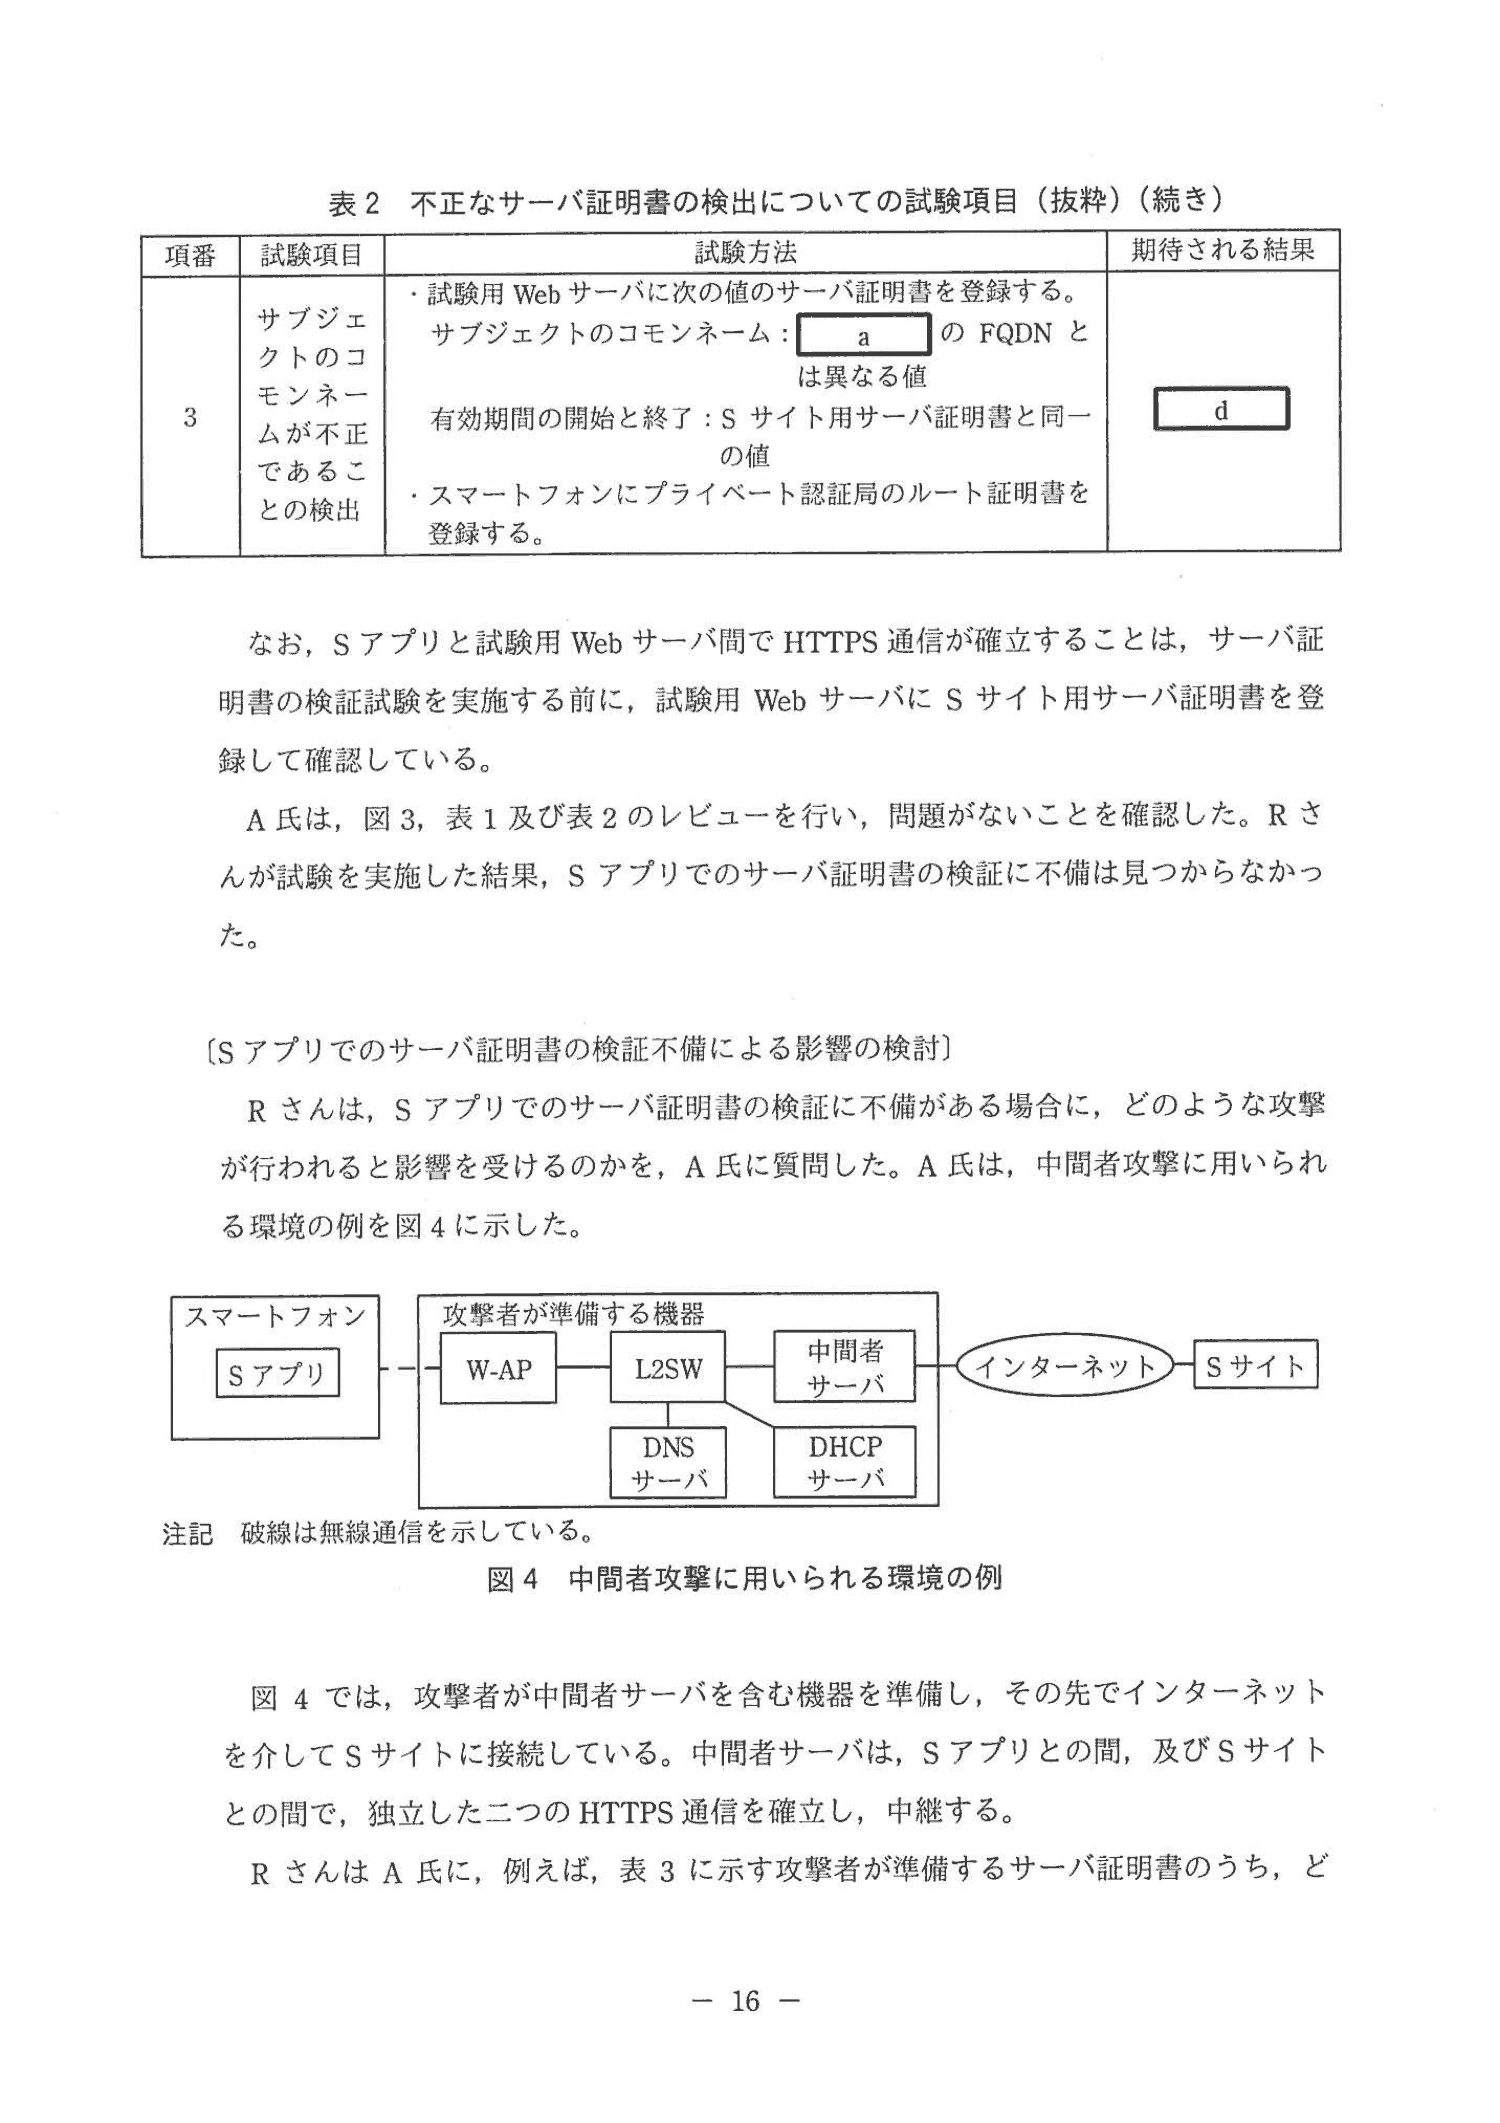 表2 不正なサーバ証明書の検出についての試験項目（抜粋）（続き）
項番 試験項目 試験方法 期待される結果
3
サブジェ
クトのコ
モンネー
ムが不正
であるこ
との検出
・試験用 Web サーバに次の値のサーバ証明書を登録する。
サブジェクトのコモンネーム：a の FQDN と
は異なる値
有効期間の開始と終了：S サイト用サーバ証明書と同一
の値
・スマートフォンにプライベート認証局のルート証明書を
登録する。
d
なお，S アプリと試験用 Web サーバ間で HTTPS 通信が確立することは，サーバ証
明書の検証試験を実施する前に，試験用 Web サーバに S サイト用サーバ証明書を登
録して確認している。
A 氏は，図 3，表 1 及び表 2 のレビューを行い，問題がないことを確認した。R さ
んが試験を実施した結果，S アプリでのサーバ証明書の検証に不備は見つからなかっ
た。
〔S アプリでのサーバ証明書の検証不備による影響の検討〕
R さんは，S アプリでのサーバ証明書の検証に不備がある場合に，どのような攻撃
が行われると影響を受けるのかを，A 氏に質問した。A 氏は，中間者攻撃に用いられ
る環境の例を図 4 に示した。
スマートフォン
S アプリ
攻撃者が準備する機器
W-AP
L2SW
中間者
サーバ
インターネット
S サイト
DNS
サーバ
DHCP
サーバ
注記 破線は無線通信を示している。
図4 中間者攻撃に用いられる環境の例
図 4 では，攻撃者が中間者サーバを含む機器を準備し，その先でインターネット
を介して S サイトに接続している。中間者サーバは，S アプリとの間，及び S サイト
との間で，独立した二つの HTTPS 通信を確立し，中継する。
R さんは A 氏に，例えば，表 3 に示す攻撃者が準備するサーバ証明書のうち，ど
－ 16 －